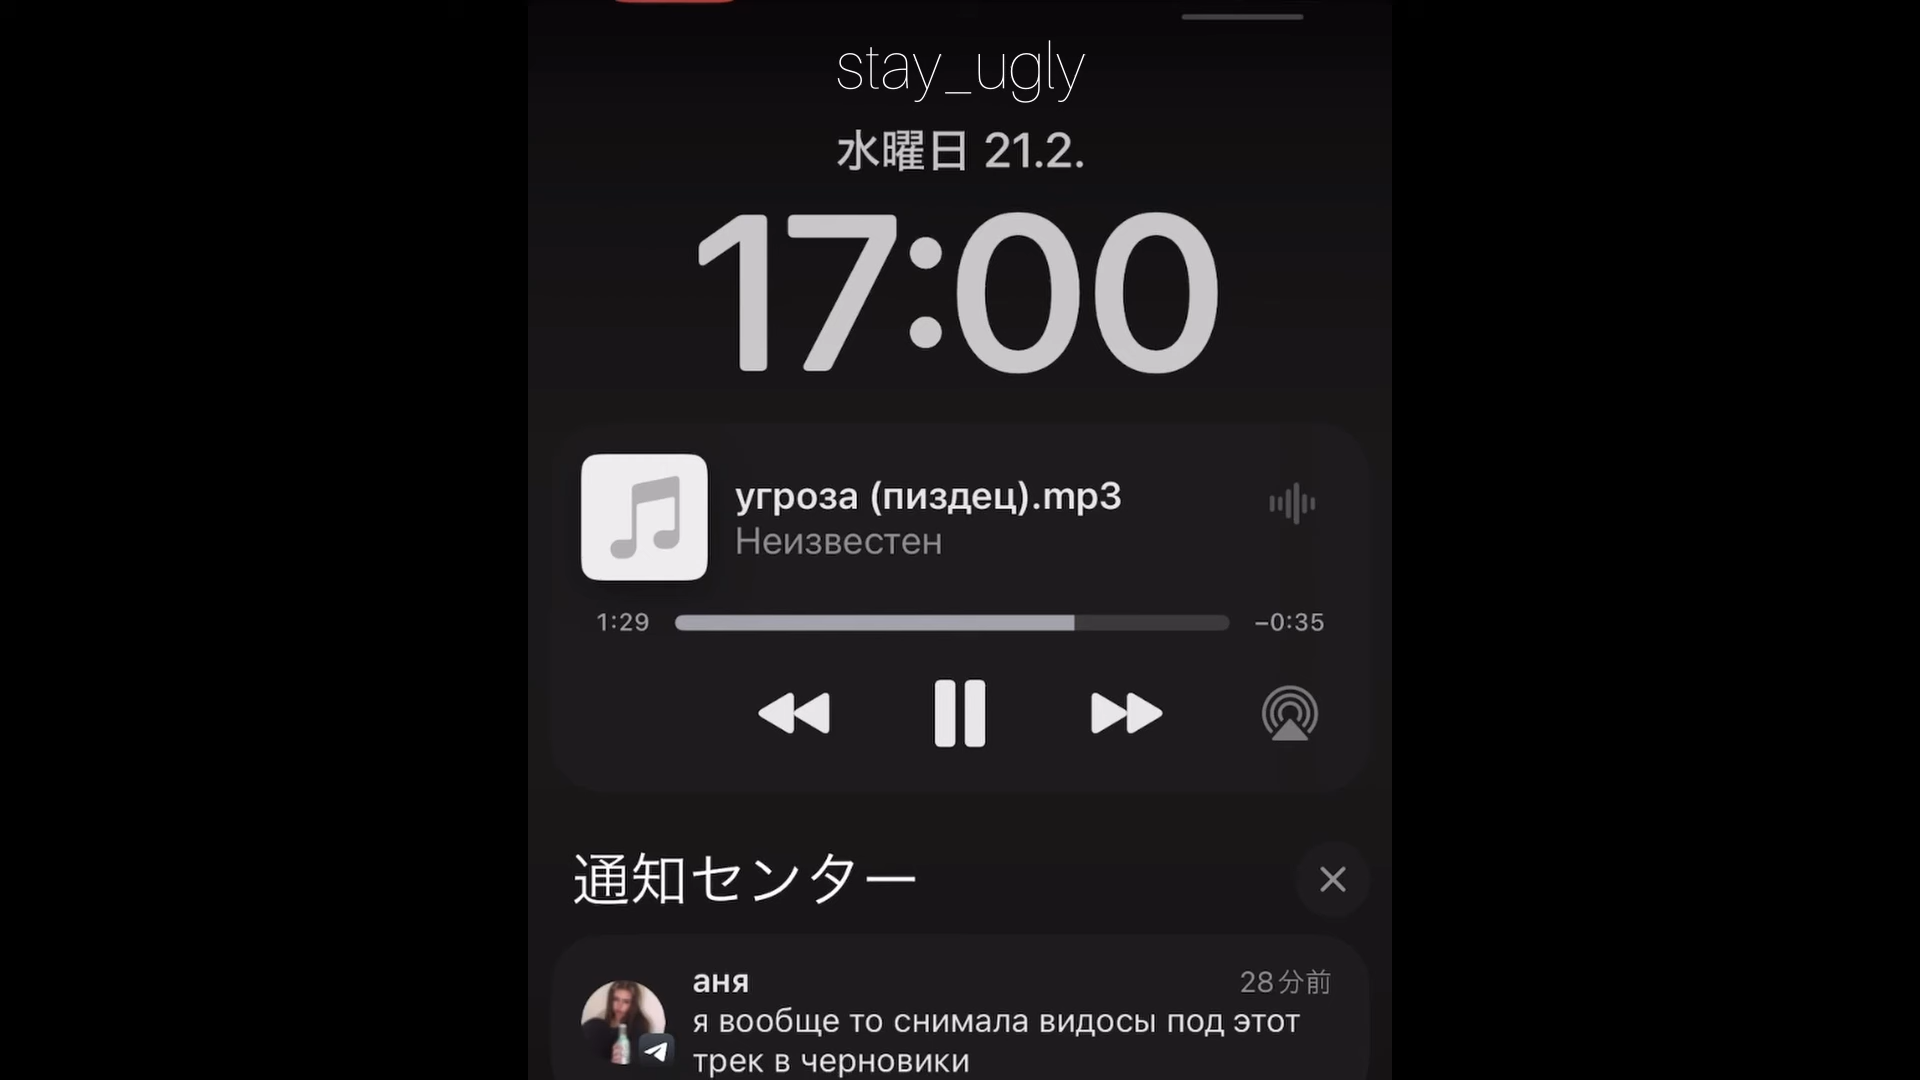 stay_ugly
水曜日 21.2.
17:00
угроза (пиздец).mp3
Неизвестен
1:29
−0:35
通知センター
аня
28分前
я вообще то снимала видосы под этот
трек в черновики